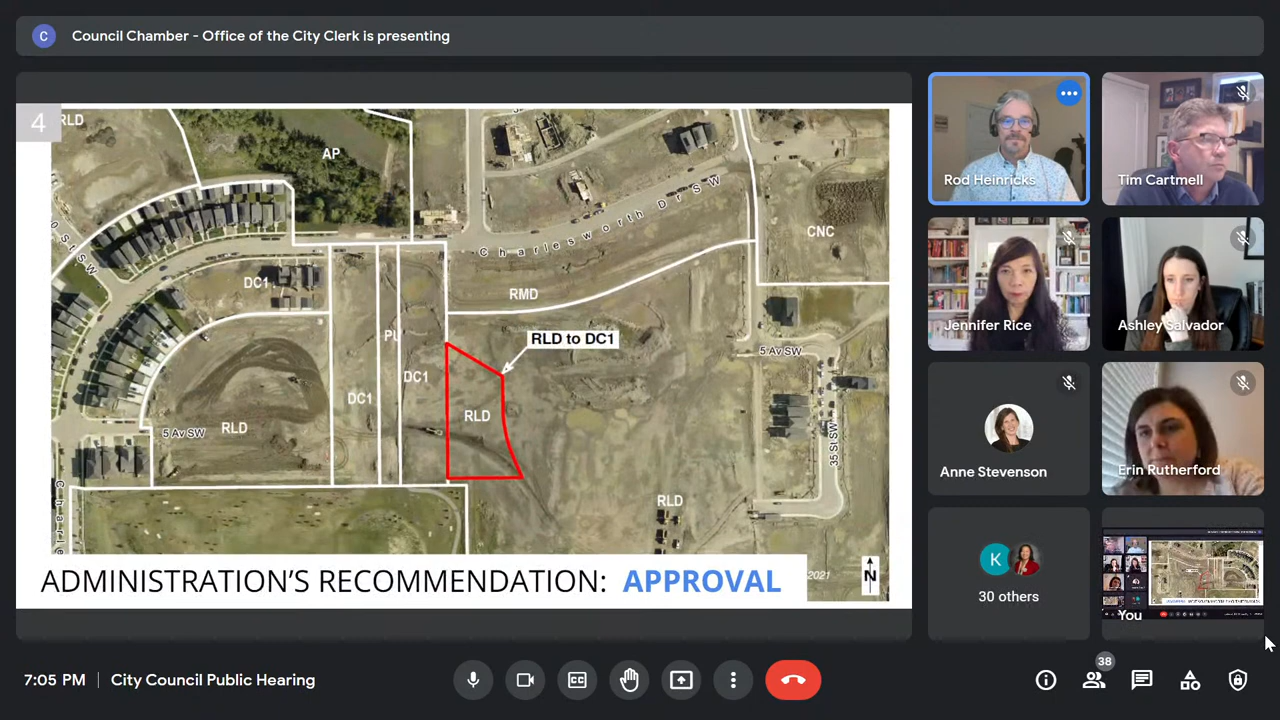 C
Council Chamber - Office of the City Clerk is presenting
4
RLD
AP
Charlesworth Dr SW
CNC
DC1
RMD
PU
RLD to DC1
5 Av SW
DC1
DC1
RLD
5 Av SW
RLD
35 St SW
RLD
2021
N
ADMINISTRATION'S RECOMMENDATION: APPROVAL
Rod Heinricks
Tim Cartmell
Jennifer Rice
Ashley Salvador
Anne Stevenson
Erin Rutherford
K
30 others
You
7:05 PM | City Council Public Hearing
CC
38